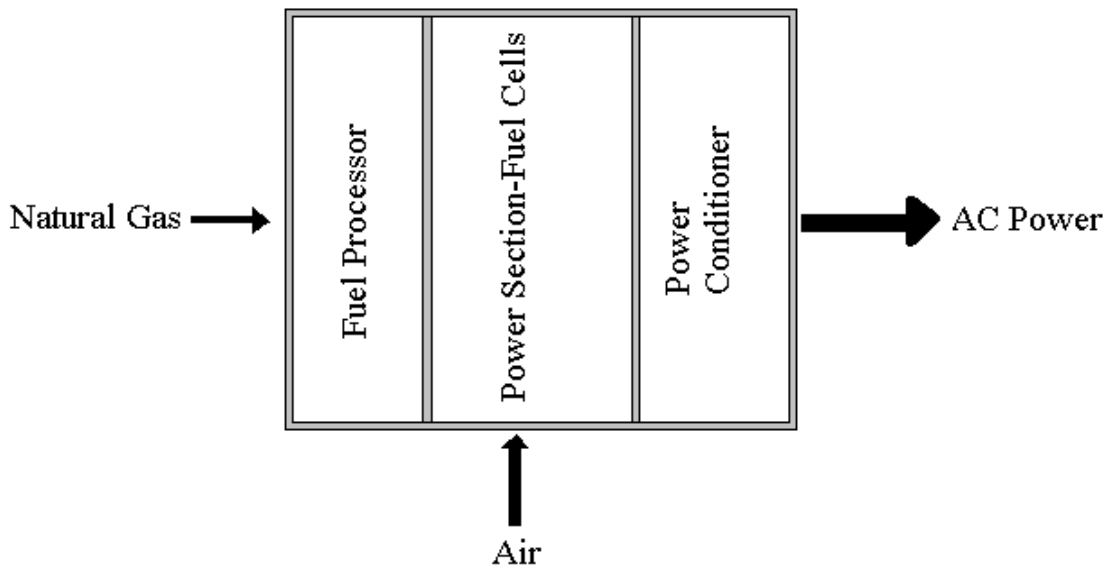 Natural Gas
Fuel Processor
Power Section-Fuel Cells
Power
Conditioner
AC Power
Air